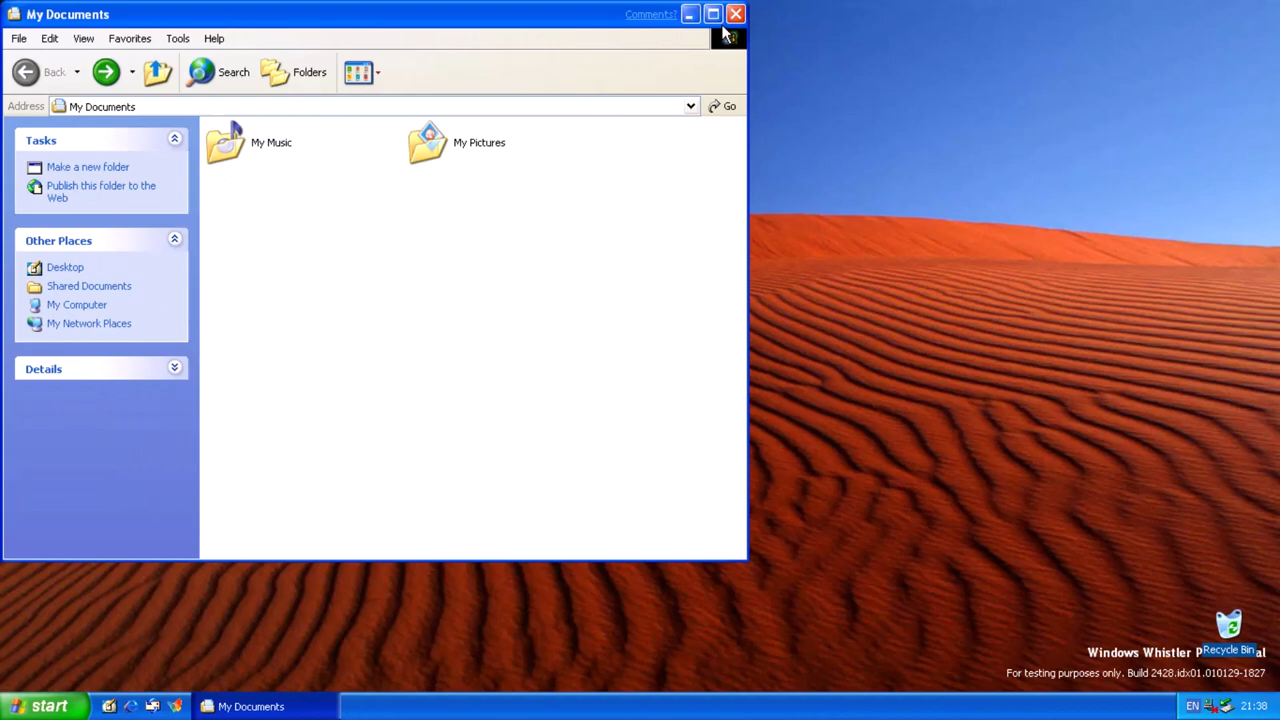 My Documents
Comments?
File Edit View Favorites Tools Help
Back Search Folders
Address My Documents Go
Tasks
Make a new folder
Publish this folder to the
Web
Other Places
Desktop
Shared Documents
My Computer
My Network Places
Details
My Music
My Pictures
Recycle Bin
Windows Whistler P al
For testing purposes only. Build 2428.idx01.010129-1827
start
My Documents
EN
21:38